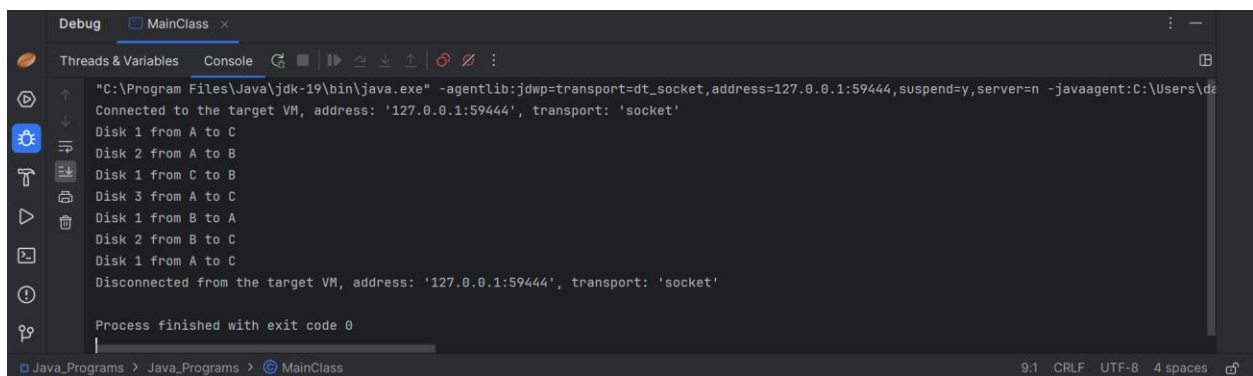 Debug MainClass
Threads & Variables Console
"C:\Program Files\Java\jdk-19\bin\java.exe" -agentlib:jdwp=transport=dt_socket,address=127.0.0.1:59444,suspend=y,server=n -javaagent:C:\Users\da
Connected to the target VM, address: '127.0.0.1:59444', transport: 'socket'
Disk 1 from A to C
Disk 2 from A to B
Disk 1 from C to B
Disk 3 from A to C
Disk 1 from B to A
Disk 2 from B to C
Disk 1 from A to C
Disconnected from the target VM, address: '127.0.0.1:59444', transport: 'socket'
Process finished with exit code 0
Java_Programs > Java_Programs > MainClass 9:1 CRLF UTF-8 4 spaces